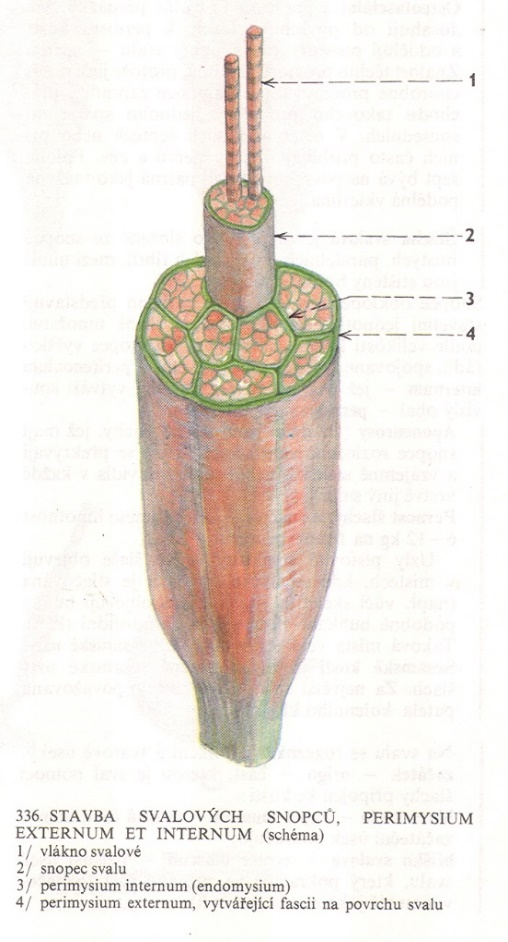 1
2
3
4
336. STAVBA SVALOVÝCH SNOPCŮ, PERIMYSIUM
EXTERNUM ET INTERNUM (schéma)
1/ vlákno svalové
2/ snopec svalu
3/ perimysium internum (endomysium)
4/ perimysium externum, vytvářející fascii na povrchu svalu